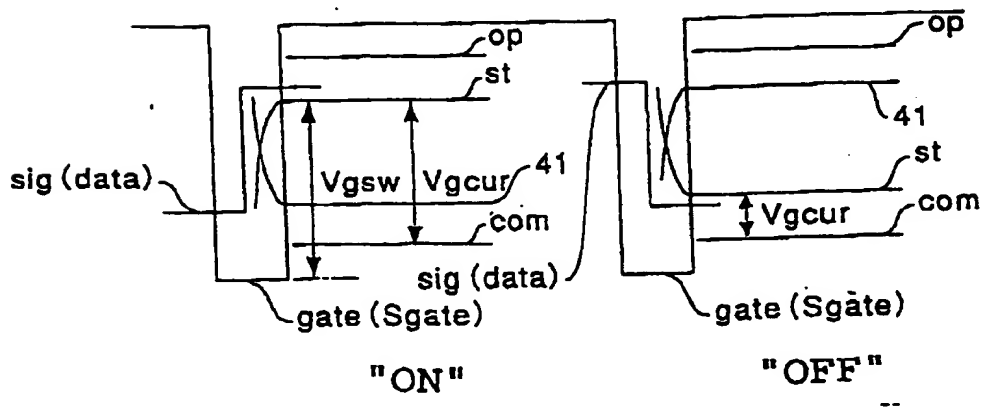 op
st
sig (data)
Vgsw
Vgcur
41
com
gate (Sgate)
"ON"
op
41
st
Vgcur
com
sig (data)
gate (Sgate)
"OFF"